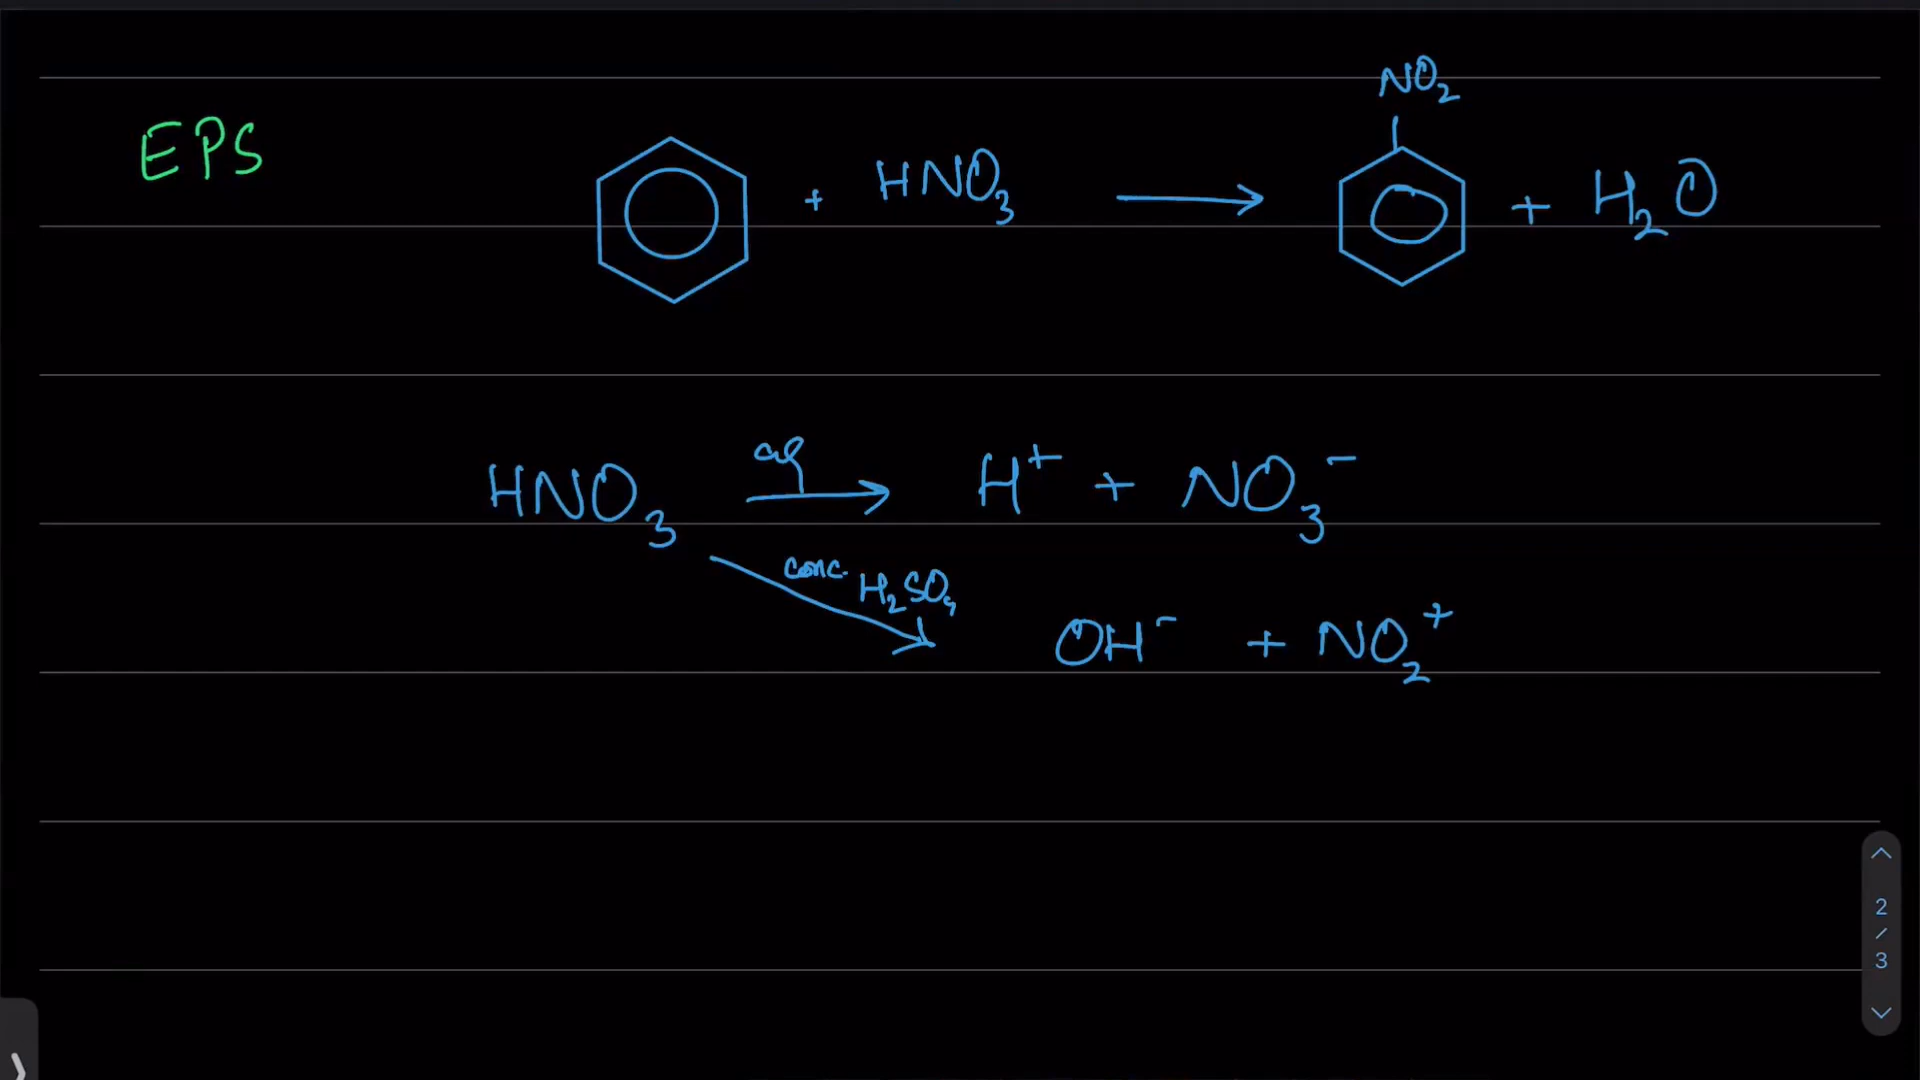 EPS
NO₂
+ HNO₃ ⟶ + H₂O
HNO₃ aq ⟶ H⁺ + NO₃⁻
conc. H₂SO₄
OH⁻ + NO₂⁺
2
/
3